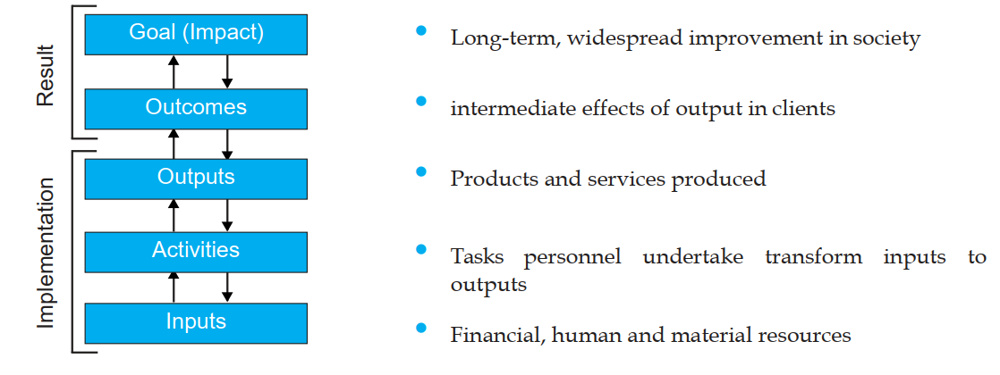 Result
Goal (Impact)
Long-term, widespread improvement in society
Outcomes
intermediate effects of output in clients
Implementation
Outputs
Products and services produced
Activities
Tasks personnel undertake transform inputs to
outputs
Inputs
Financial, human and material resources